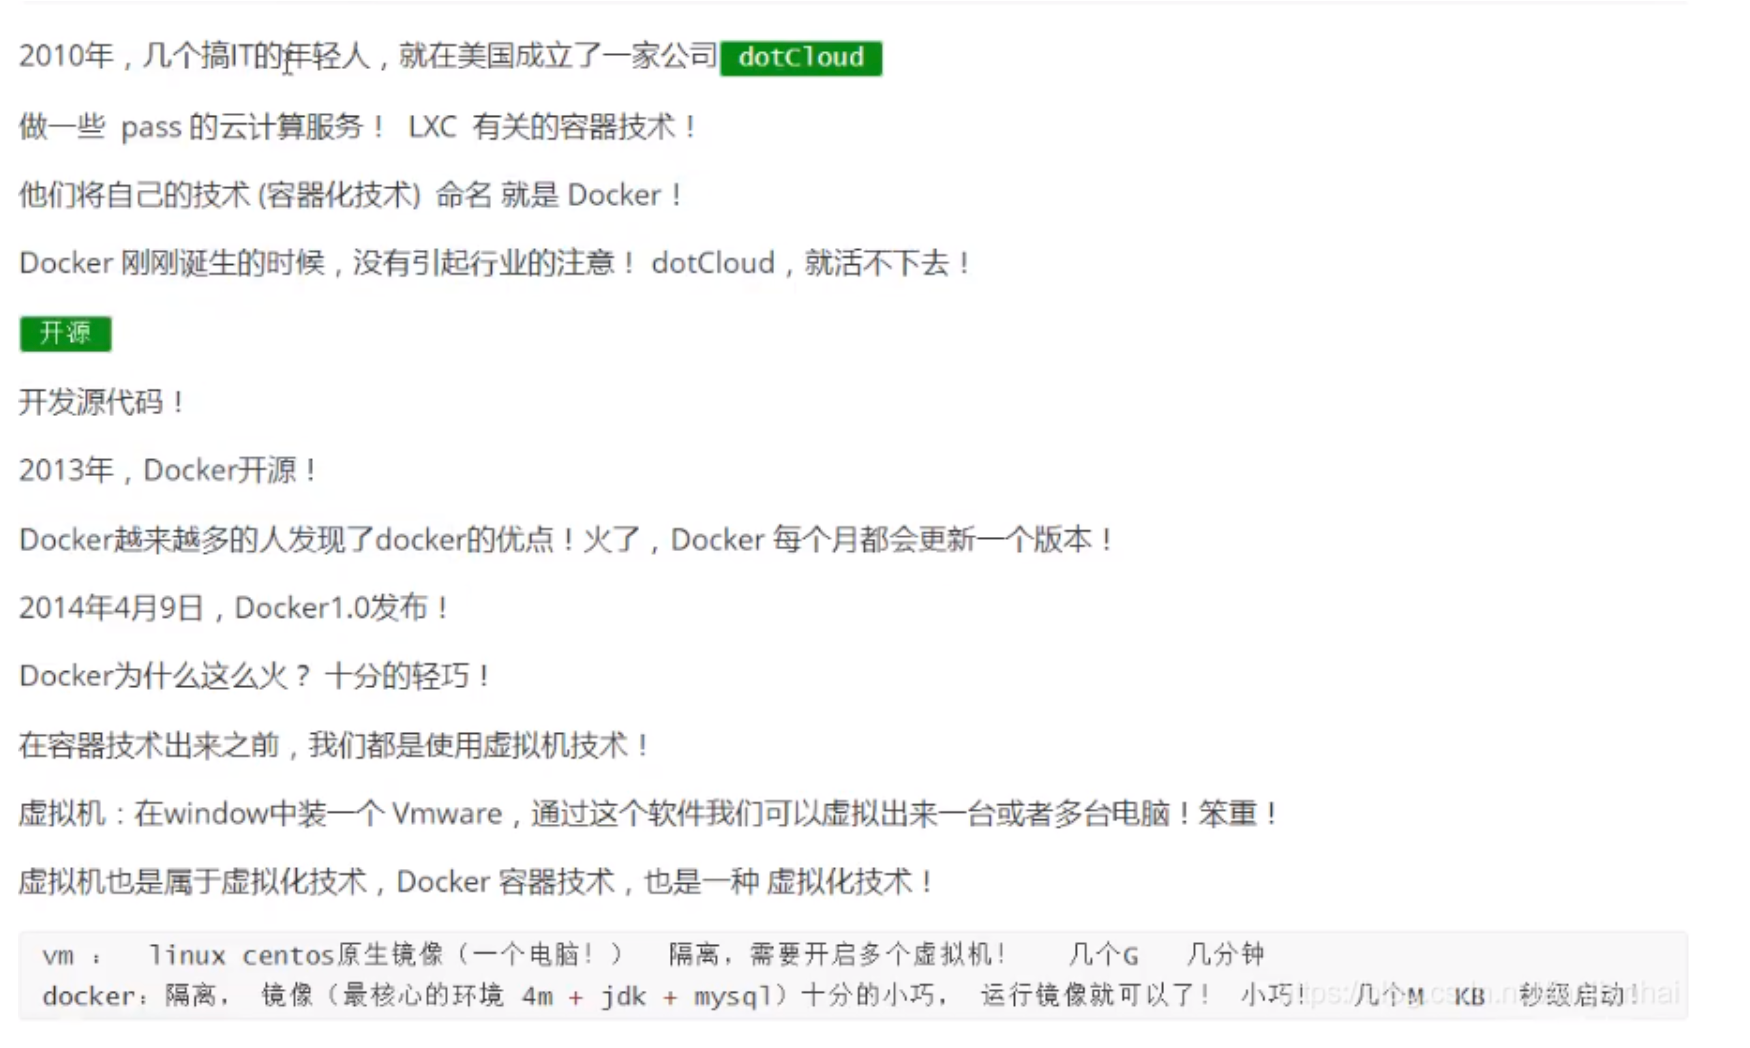 2010年，几个搞IT的年轻人，就在美国成立了一家公司 dotCloud
做一些 pass 的云计算服务！ LXC 有关的容器技术！
他们将自己的技术 (容器化技术) 命名 就是 Docker！
Docker 刚刚诞生的时候，没有引起行业的注意！ dotCloud，就活不下去！
开源
开发源代码！
2013年，Docker开源！
Docker越来越多的人发现了docker的优点！火了，Docker 每个月都会更新一个版本！
2014年4月9日，Docker1.0发布！
Docker为什么这么火？ 十分的轻巧！
在容器技术出来之前，我们都是使用虚拟机技术！
虚拟机：在window中装一个 Vmware，通过这个软件我们可以虚拟出来一台或者多台电脑！笨重！
虚拟机也是属于虚拟化技术，Docker 容器技术，也是一种 虚拟化技术！
vm ： linux centos原生镜像（一个电脑！） 隔离，需要开启多个虚拟机！ 几个G 几分钟
docker：隔离， 镜像（最核心的环境 4m + jdk + mysql）十分的小巧， 运行镜像就可以了！ 小巧！ 几个M KB 秒级启动！